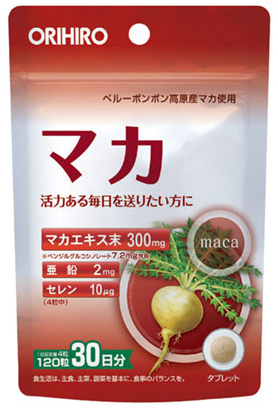 ORIHIRO
ペルーボンボン高原産マカ使用
マカ
活力ある毎日を送りたい方に
マカエキス末 300mg
※ベンジルグルコシノレート7.2mg含有
maca
亜鉛 2mg
セレン 10μg
(4粒中)
1日目安量4粒
120粒 30日分
タブレット
食生活は、主食、主菜、副菜を基本に、食事のバランスを。